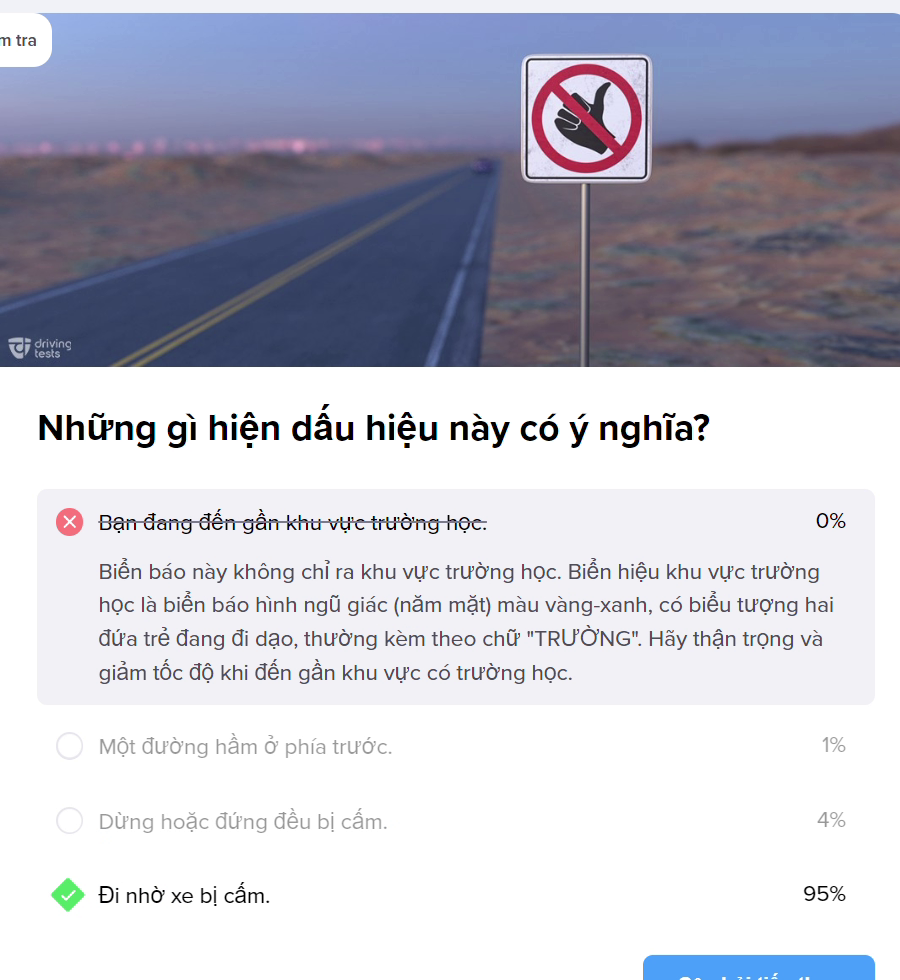 m tra
driving
tests
Những gì hiện dấu hiệu này có ý nghĩa?
Bạn đang đến gần khu vực trường học. 0%
Biển báo này không chỉ ra khu vực trường học. Biển hiệu khu vực trường
học là biển báo hình ngũ giác (năm mặt) màu vàng-xanh, có biểu tượng hai
đứa trẻ đang đi dạo, thường kèm theo chữ "TRƯỜNG". Hãy thận trọng và
giảm tốc độ khi đến gần khu vực có trường học.
Một đường hầm ở phía trước. 1%
Dừng hoặc đứng đều bị cấm. 4%
Đi nhờ xe bị cấm. 95%